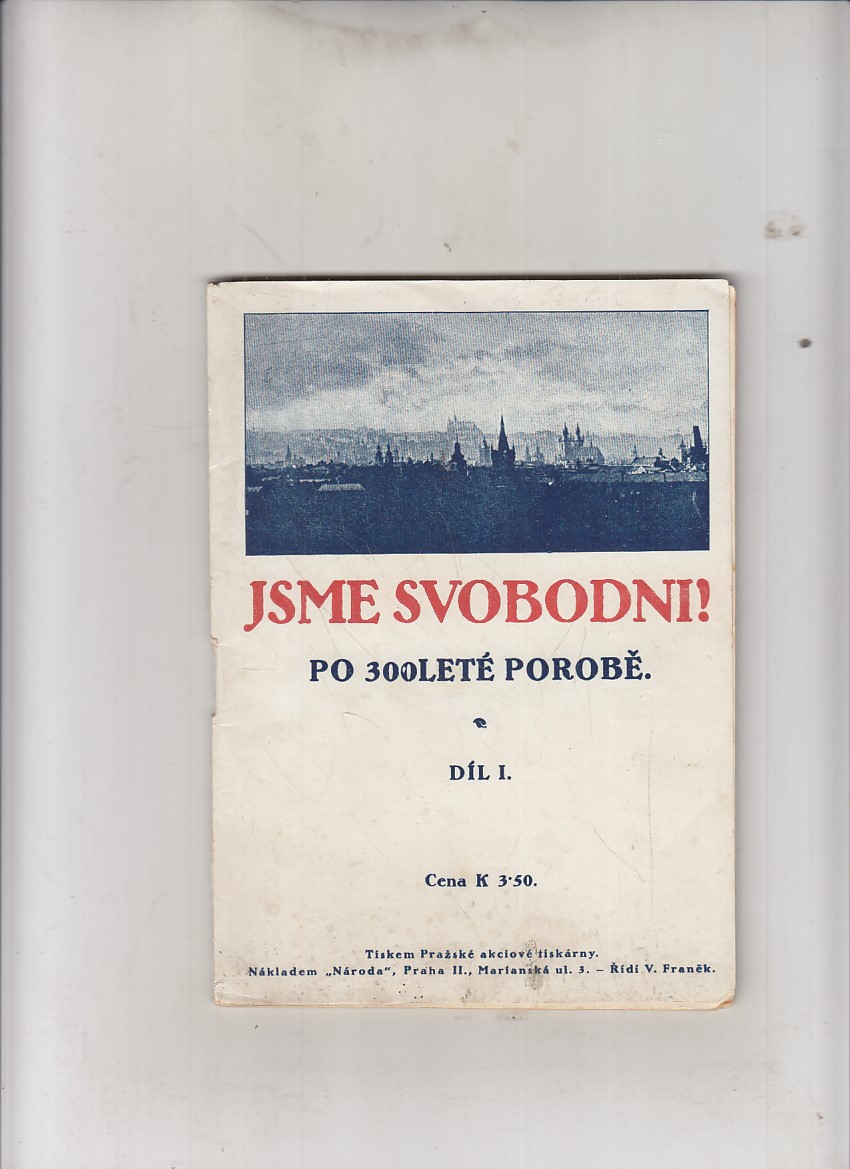 JSME SVOBODNI!
PO 300LETÉ POROBĚ.
DÍL I.
Cena K 3·50.
Tiskem Pražské akciové tiskárny.
Nákladem „Národa“, Praha II., Marianská ul. 3. – Řídí V. Franěk.